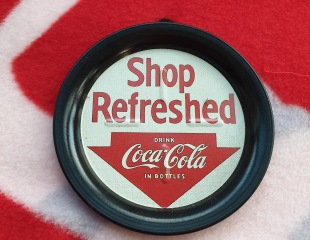 Shop
Refreshed
DRINK
Coca-Cola
IN BOTTLES